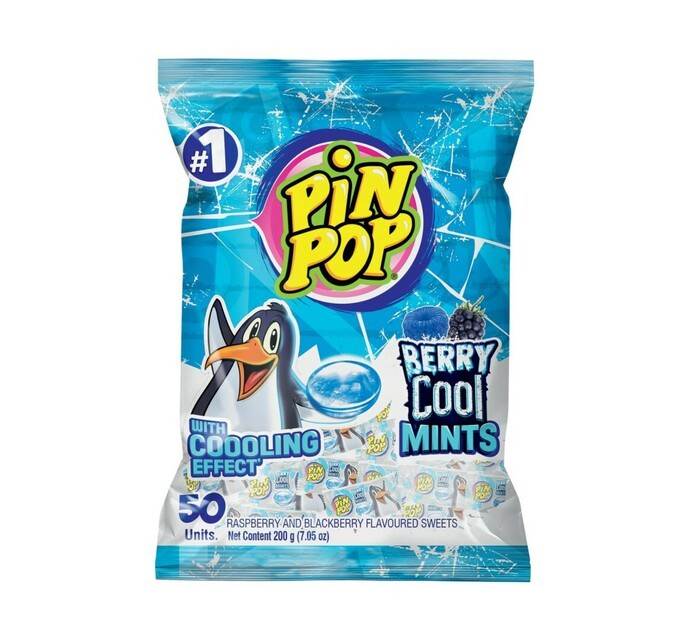 #1
PiN
POP®
BERRY
Cool
MINTS
WITH
COOOLING
EFFECT
50
Units.
RASPBERRY AND BLACKBERRY FLAVOURED SWEETS
Net Content 200 g (7.05 oz)